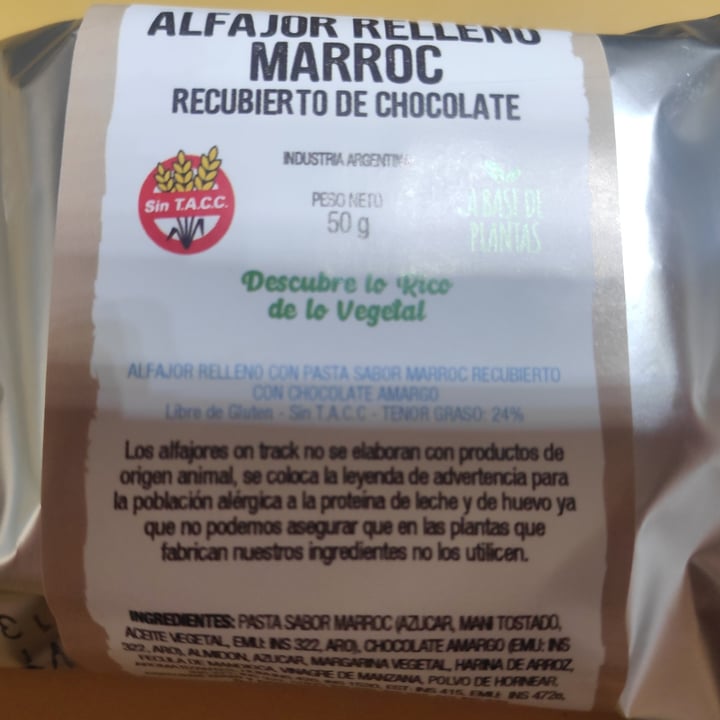 ALFAJOR RELLENO
MARROC
RECUBIERTO DE CHOCOLATE
INDUSTRIA ARGENTINA
Sin T.A.C.C.
PESO NETO
50 g
A BASE DE
PLANTAS
Descubre lo Rico
de lo Vegetal
ALFAJOR RELLENO CON PASTA SABOR MARROC RECUBIERTO
CON CHOCOLATE AMARGO
Libre de Gluten - Sin T.A.C.C - TENOR GRASO: 24%
Los alfajores on track no se elaboran con productos de
origen animal, se coloca la leyenda de advertencia para
la población alérgica a la proteína de leche y de huevo ya
que no podemos asegurar que en las plantas que
fabrican nuestros ingredientes no los utilicen.
INGREDIENTES: PASTA SABOR MARROC (AZUCAR, MANI TOSTADO,
ACEITE VEGETAL, EMU: INS 322, ARO), CHOCOLATE AMARGO (EMU: INS
322, ARO), ALMIDON, AZUCAR, MARGARINA VEGETAL, HARINA DE ARROZ,
FECULA DE MANDIOCA, VINAGRE DE MANZANA, POLVO DE HORNEAR,
INS 415, EMU: INS 472e,